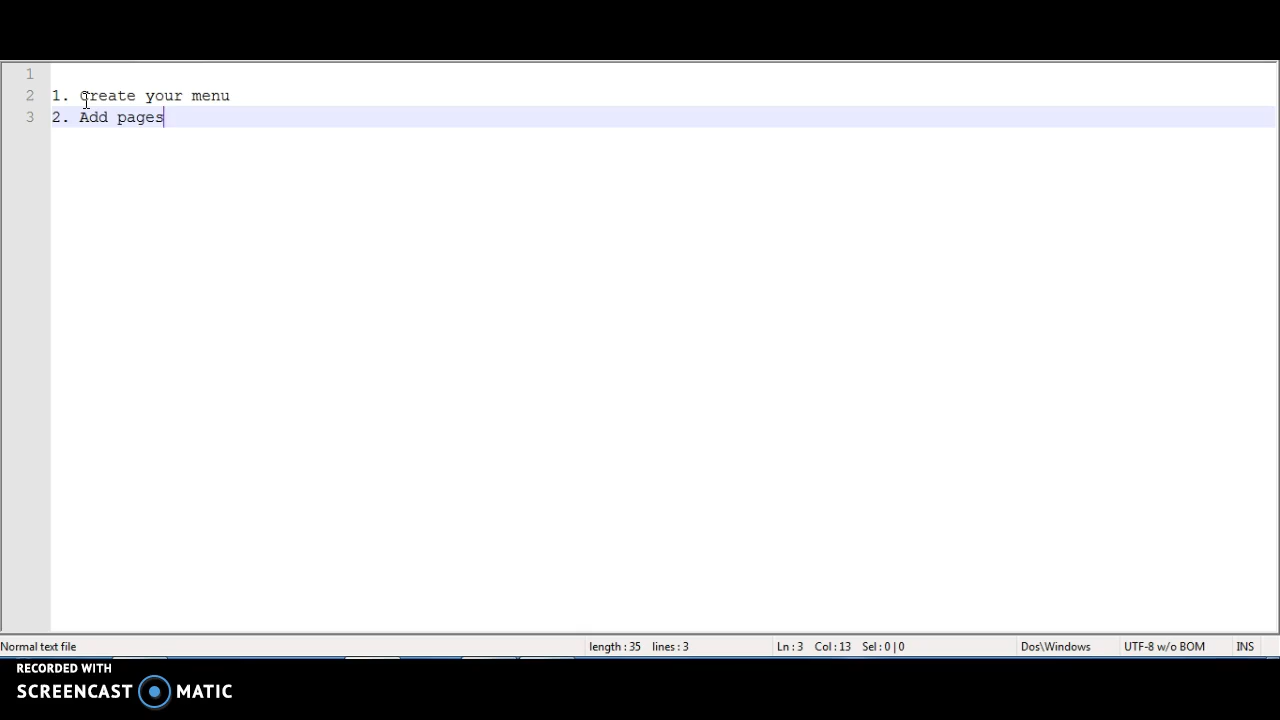 1
2 1. Create your menu
3 2. Add pages
Normal text file length : 35 lines : 3 Ln : 3 Col : 13 Sel : 0 | 0 Dos\Windows UTF-8 w/o BOM INS
RECORDED WITH
SCREENCAST MATIC